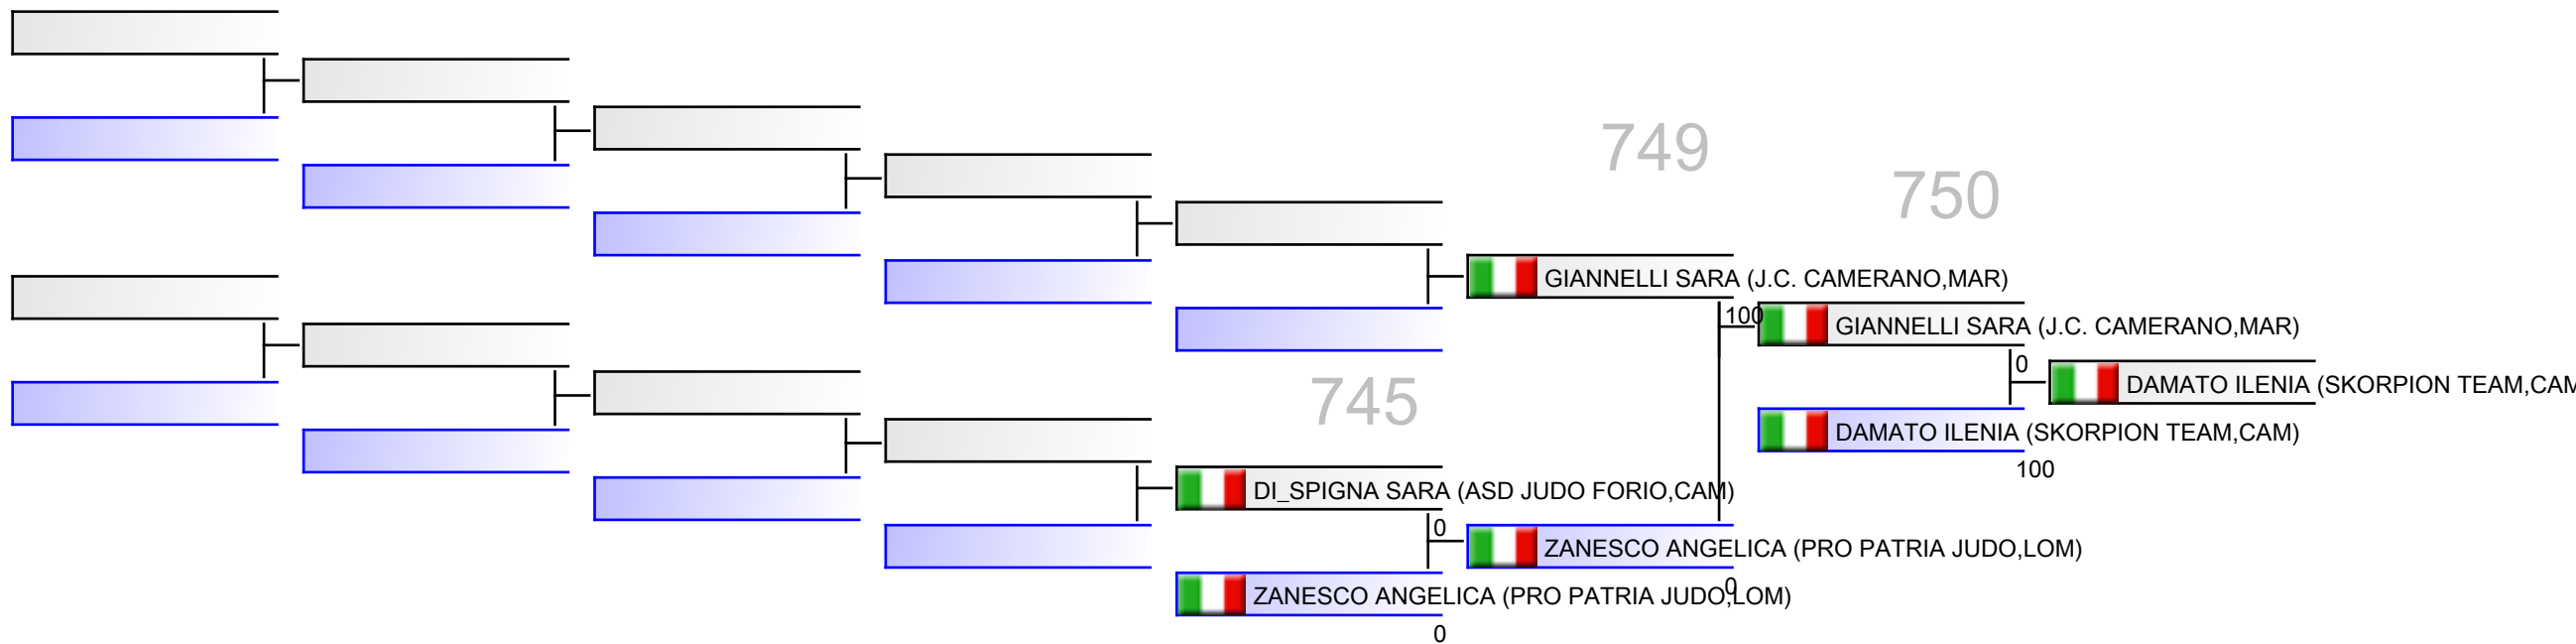 749
750
GIANNELLI SARA (J.C. CAMERANO,MAR)
100
GIANNELLI SARA (J.C. CAMERANO,MAR)
0
DAMATO ILENIA (SKORPION TEAM,CAM
745
DAMATO ILENIA (SKORPION TEAM,CAM)
100
DI_SPIGNA SARA (ASD JUDO FORIO,CAM)
0
ZANESCO ANGELICA (PRO PATRIA JUDO,LOM)
0
ZANESCO ANGELICA (PRO PATRIA JUDO,LOM)
0